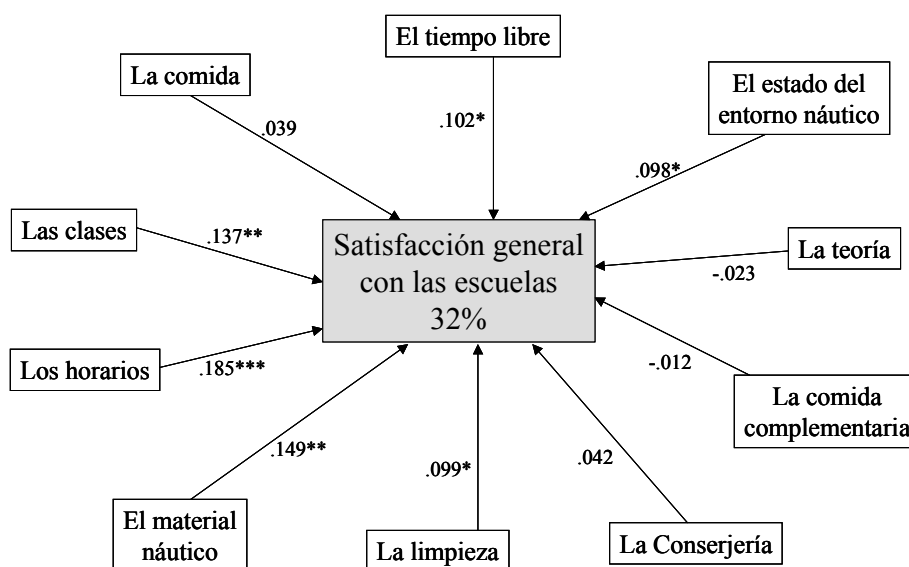 El tiempo libre
La comida
El estado del
entorno náutico
.039
.102*
.098*
Las clases
.137**
Satisfacción general
con las escuelas
32%
La teoría
-.023
Los horarios
.185***
-.012
La comida
complementaria
.149**
.099*
.042
El material
náutico
La limpieza
La Conserjería